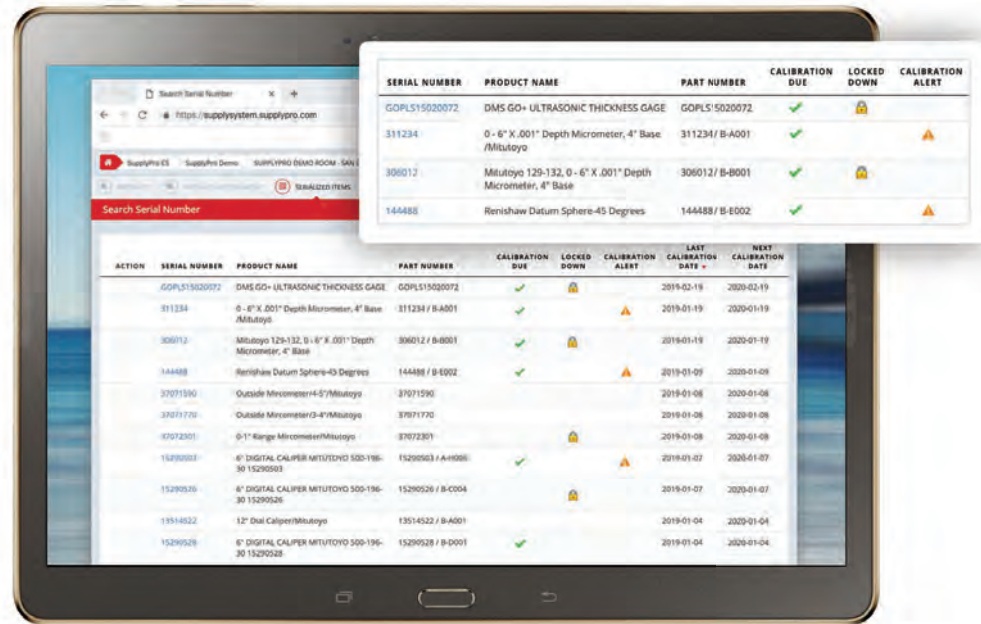 SERIAL NUMBER PRODUCT NAME PART NUMBER CALIBRATION DUE LOCKED DOWN CALIBRATION ALERT
GOPLS15020072 DMS GO+ ULTRASONIC THICKNESS GAGE GOPLS15020072
311234 0 - 6" X .001" Depth Micrometer, 4" Base 311234/ B-A001
/Mitutoyo
306012 Mitutoyo 129-132, 0 - 6" X .001" Depth 306012/ B-B001
Micrometer, 4" Base
144488 Renishaw Datum Sphere-45 Degrees 144488/ B-E002
Search Serial Number
https://supplysystem.supplypro.com
SupplyPro CS SupplyPro Demo SUPPLYPRO DEMO ROOM - SAN
SERIALIZED ITEMS
Search Serial Number
ACTION SERIAL NUMBER PRODUCT NAME PART NUMBER CALIBRATION DUE LOCKED DOWN CALIBRATION ALERT LAST CALIBRATION DATE NEXT CALIBRATION DATE
GOPLS15020072 DMS GO+ ULTRASONIC THICKNESS GAGE GOPLS15020072 2019-02-19 2020-02-19
311234 0 - 6" X .001" Depth Micrometer, 4" Base 311234 / B-A001 2019-01-19 2020-01-19
/Mitutoyo
306012 Mitutoyo 129-132, 0 - 6" X .001" Depth 306012 / B-B001 2019-01-19 2020-01-19
Micrometer, 4" Base
144488 Renishaw Datum Sphere-45 Degrees 144488 / B-E002 2019-01-09 2020-01-09
37071590 Outside Mircometer/4-5"/Mitutoyo 37071590 2019-01-08 2020-01-08
37071770 Outside Mircometer/3-4"/Mitutoyo 37071770 2019-01-08 2020-01-08
37072301 0-1" Range Mircometer/Mitutoyo 37072301 2019-01-08 2020-01-08
15290503 6" DIGITAL CALIPER MITUTOYO 500-196- 15290503 / A-H006 2019-01-07 2020-01-07
30 15290503
15290526 6" DIGITAL CALIPER MITUTOYO 500-196- 15290526 / B-C004 2019-01-07 2020-01-07
30 15290526
13514522 12" Dial Caliper/Mitutoyo 13514522 / B-A001 2019-01-04 2020-01-04
15290528 6" DIGITAL CALIPER MITUTOYO 500-196- 15290528 / B-D001 2019-01-04 2020-01-04
30 15290528